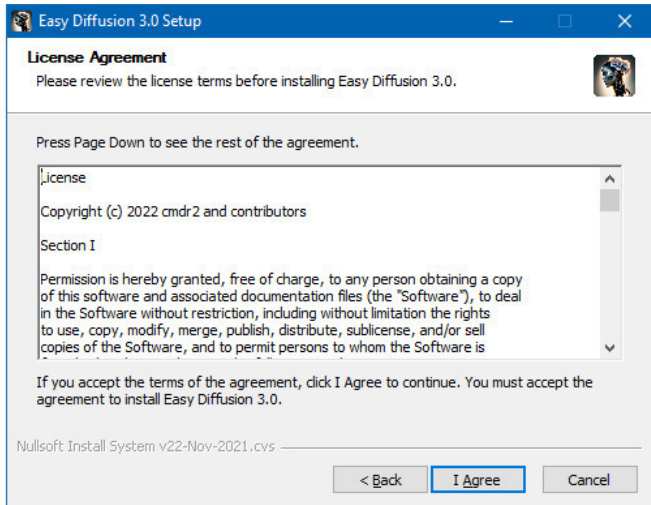 Easy Diffusion 3.0 Setup
License Agreement
Please review the license terms before installing Easy Diffusion 3.0.
Press Page Down to see the rest of the agreement.
License
Copyright (c) 2022 cmdr2 and contributors
Section I
Permission is hereby granted, free of charge, to any person obtaining a copy
of this software and associated documentation files (the "Software"), to deal
in the Software without restriction, including without limitation the rights
to use, copy, modify, merge, publish, distribute, sublicense, and/or sell
copies of the Software, and to permit persons to whom the Software is
If you accept the terms of the agreement, click I Agree to continue. You must accept the
agreement to install Easy Diffusion 3.0.
Nullsoft Install System v22-Nov-2021.cvs
< Back I Agree Cancel